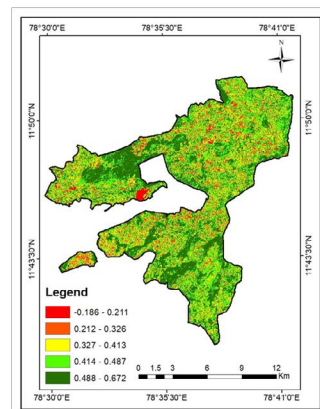 78°30'0"E 78°35'30"E 78°41'0"E
N
11°50'0"N 11°50'0"N
11°43'30"N 11°43'30"N
Legend
-0.186 - 0.211
0.212 - 0.326
0.327 - 0.413
0.414 - 0.487
0.488 - 0.672
0 1.5 3 6 9 12
Km
78°30'0"E 78°35'30"E 78°41'0"E